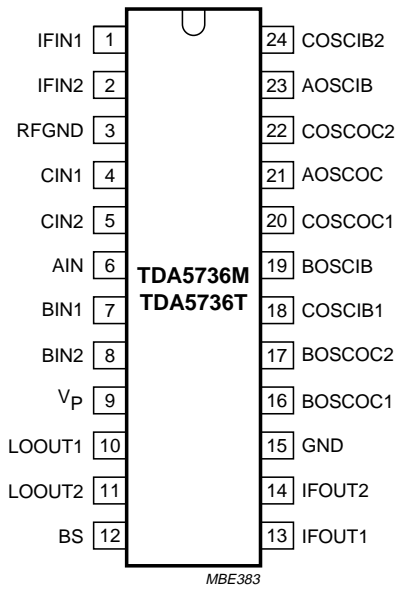 IFIN1 1 24 COSCIB2
IFIN2 2 23 AOSCIB
RFGND 3 22 COSCOC2
CIN1 4 21 AOSCOC
CIN2 5 20 COSCOC1
AIN 6 19 BOSCIB
TDA5736M
TDA5736T
BIN1 7 18 COSCIB1
BIN2 8 17 BOSCOC2
VP 9 16 BOSCOC1
LOOUT1 10 15 GND
LOOUT2 11 14 IFOUT2
BS 12 13 IFOUT1
MBE383